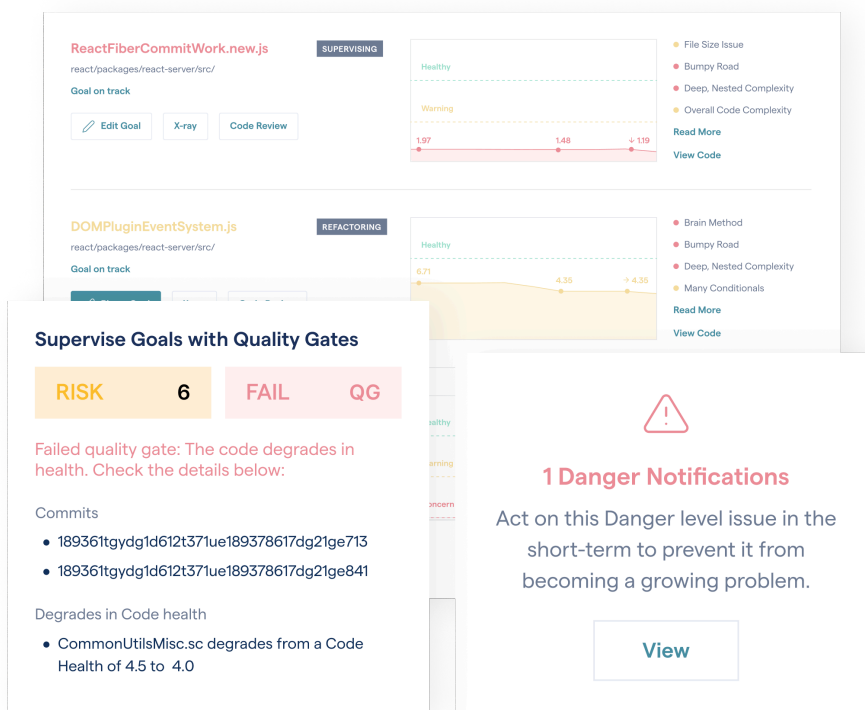 ReactFiberCommitWork.new.js
SUPERVISING
react/packages/react-server/src/
Goal on track
Edit Goal
X-ray
Code Review
Healthy
Warning
1.97
1.48
↓ 1.19
File Size Issue
Bumpy Road
Deep, Nested Complexity
Overall Code Complexity
Read More
View Code
DOMPluginEventSystem.js
REFACTORING
react/packages/react-server/src/
Goal on track
Healthy
6.71
4.35
4.35
Brain Method
Bumpy Road
Deep, Nested Complexity
Many Conditionals
Read More
View Code
Supervise Goals with Quality Gates
RISK 6
FAIL QG
Failed quality gate: The code degrades in
health. Check the details below:
Commits
• 189361tgydg1d612t371ue189378617dg21ge713
• 189361tgydg1d612t371ue189378617dg21ge841
Degrades in Code health
• CommonUtilsMisc.sc degrades from a Code
Health of 4.5 to 4.0
1 Danger Notifications
Act on this Danger level issue in the
short-term to prevent it from
becoming a growing problem.
View